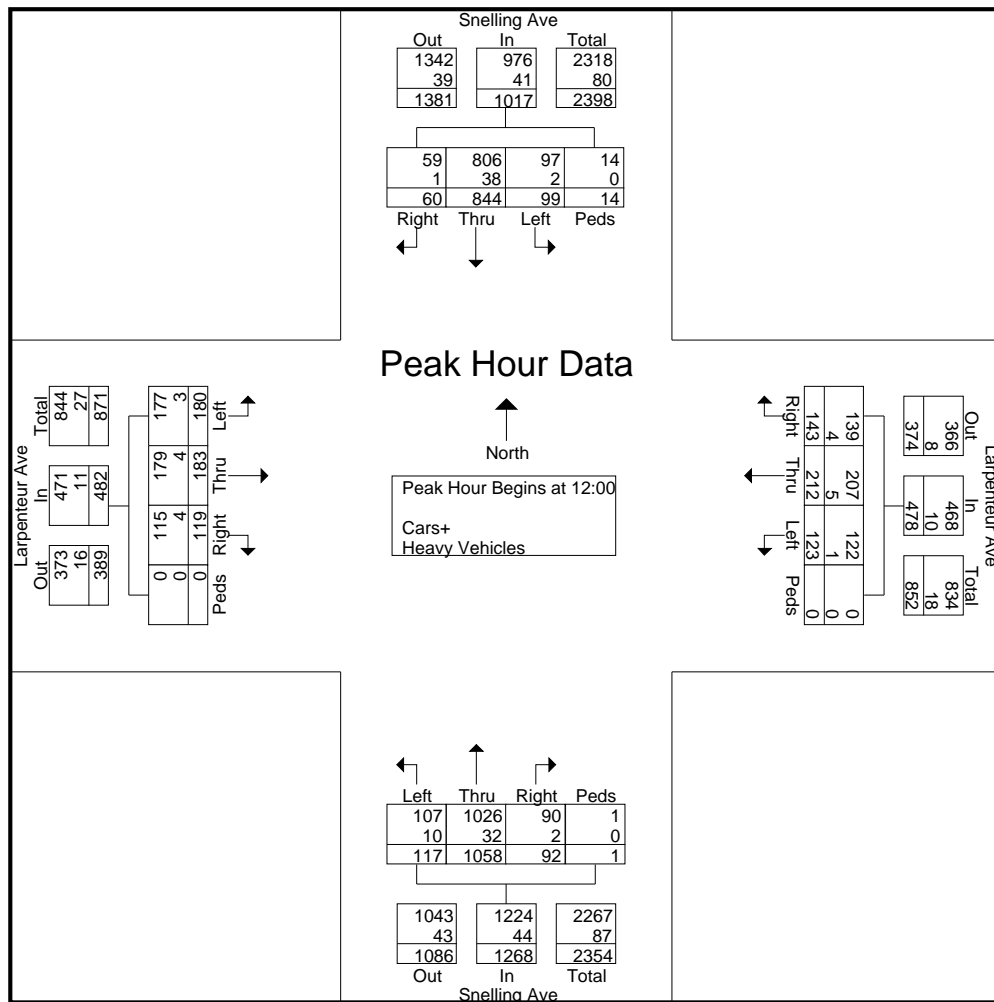 Snelling Ave
Out In Total
1342 976 2318
39 41 80
1381 1017 2398
59 806 97 14
1 38 2 0
60 844 99 14
Right Thru Left Peds
Peak Hour Data
North
Peak Hour Begins at 12:00
Cars+
Heavy Vehicles
Larpenteur Ave
Out In Total
373 471 844
16 11 27
389 482 871
0 115 179 177
0 4 4 3
0 119 183 180
Peds Right Thru Left
Larpenteur Ave
Out In Total
366 468 834
8 10 18
374 478 852
139 207 122 0
4 5 1 0
143 212 123 0
Right Thru Left Peds
Left Thru Right Peds
107 1026 90 1
10 32 2 0
117 1058 92 1
1043 1224 2267
43 44 87
1086 1268 2354
Out In Total
Snelling Ave